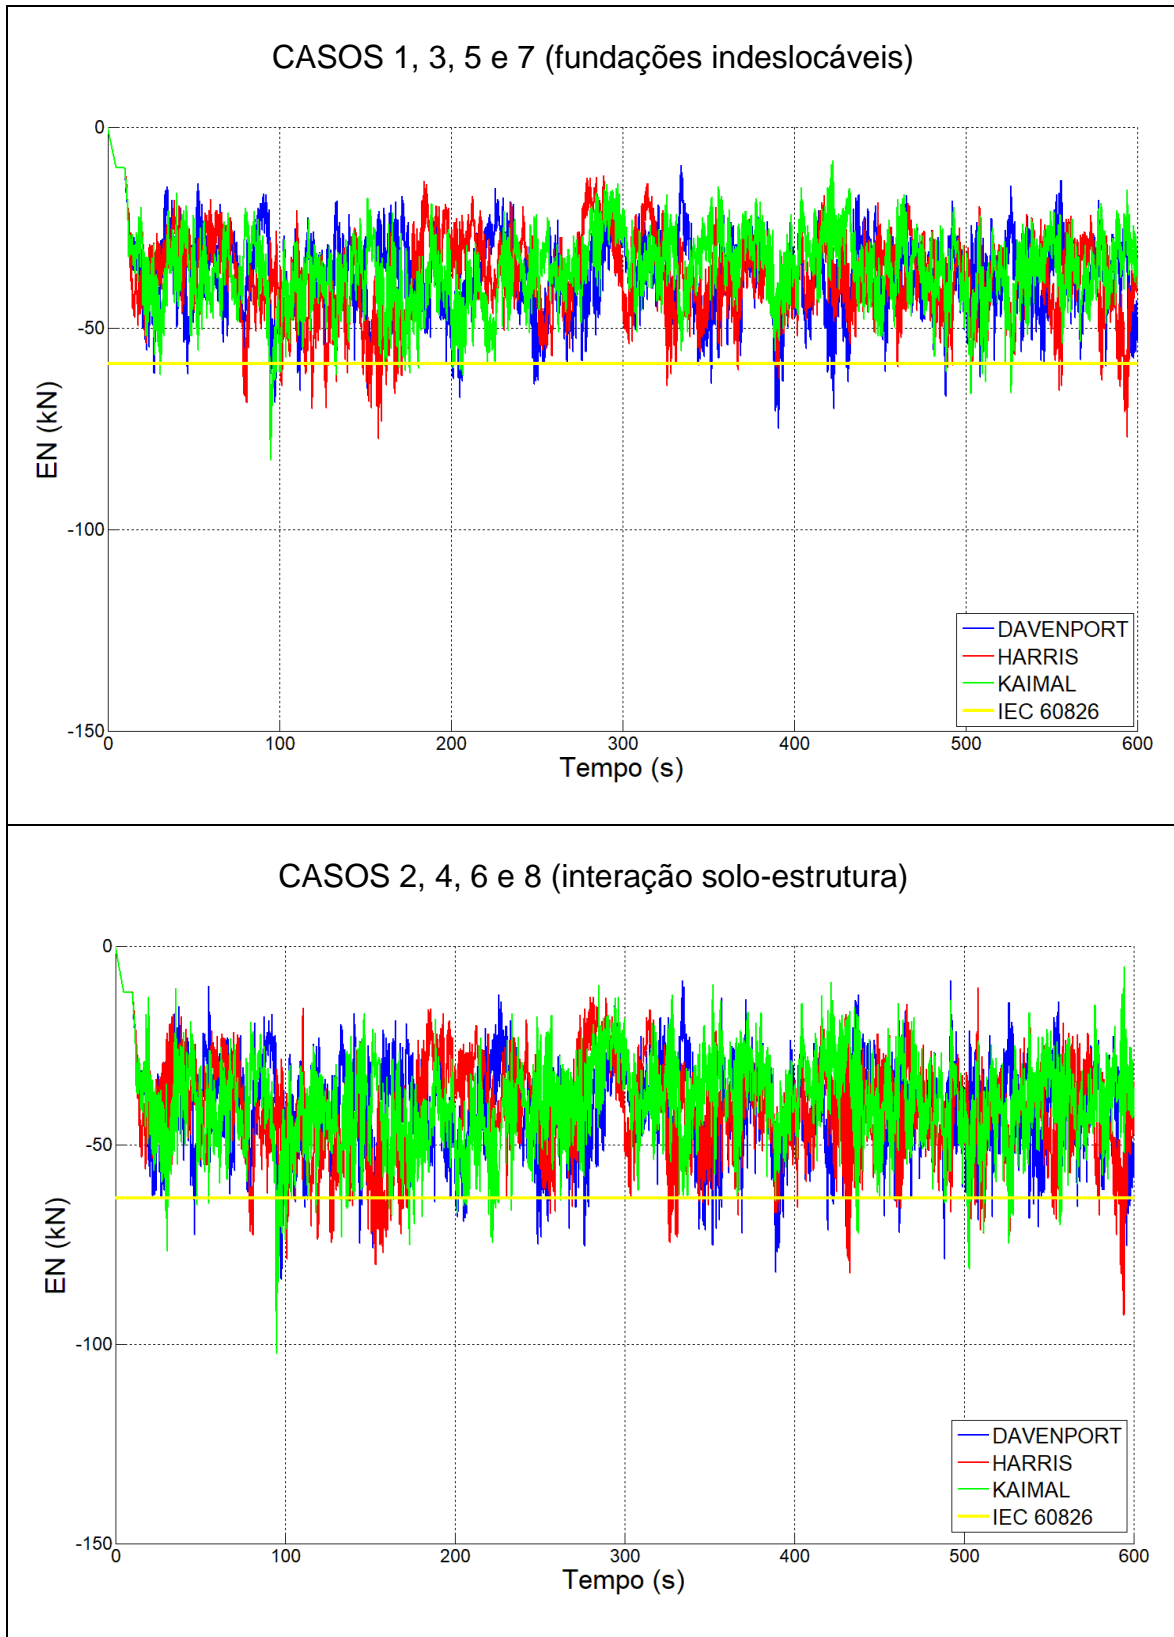 CASOS 1, 3, 5 e 7 (fundações indeslocáveis)
0
-50
-100
-150
EN (kN)
0 100 200 300 400 500 600
Tempo (s)
DAVENPORT
HARRIS
KAIMAL
IEC 60826
CASOS 2, 4, 6 e 8 (interação solo-estrutura)
0
-50
-100
-150
EN (kN)
0 100 200 300 400 500 600
Tempo (s)
DAVENPORT
HARRIS
KAIMAL
IEC 60826